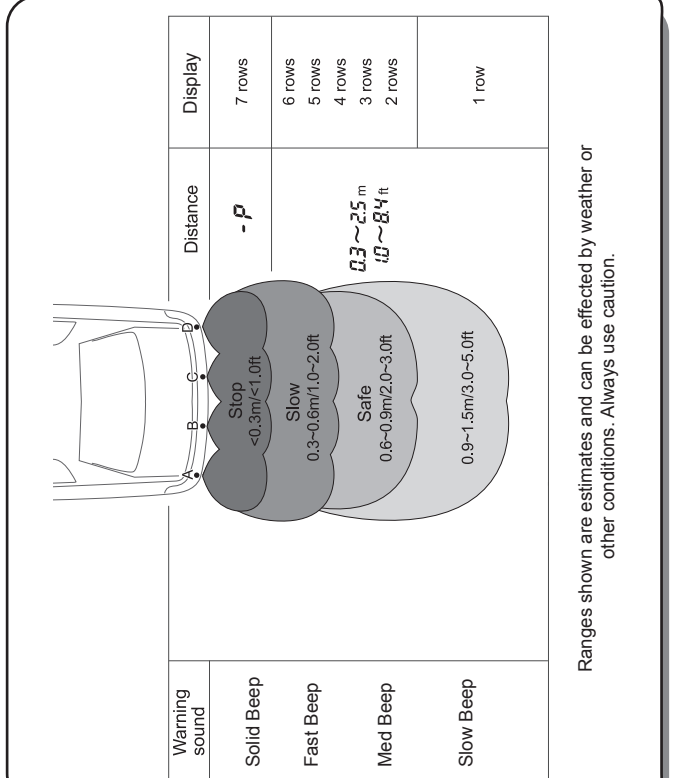 Warning
sound
Distance
Display
Solid Beep
Fast Beep
Med Beep
Slow Beep
A
B
C
D
Stop
<0.3m/<1.0ft
Slow
0.3~0.6m/1.0~2.0ft
Safe
0.6~0.9m/2.0~3.0ft
0.9~1.5m/3.0~5.0ft
-P
0.3~2.5 m
1.0~8.4 ft
7 rows
6 rows
5 rows
4 rows
3 rows
2 rows
1 row
Ranges shown are estimates and can be effected by weather or
other conditions. Always use caution.